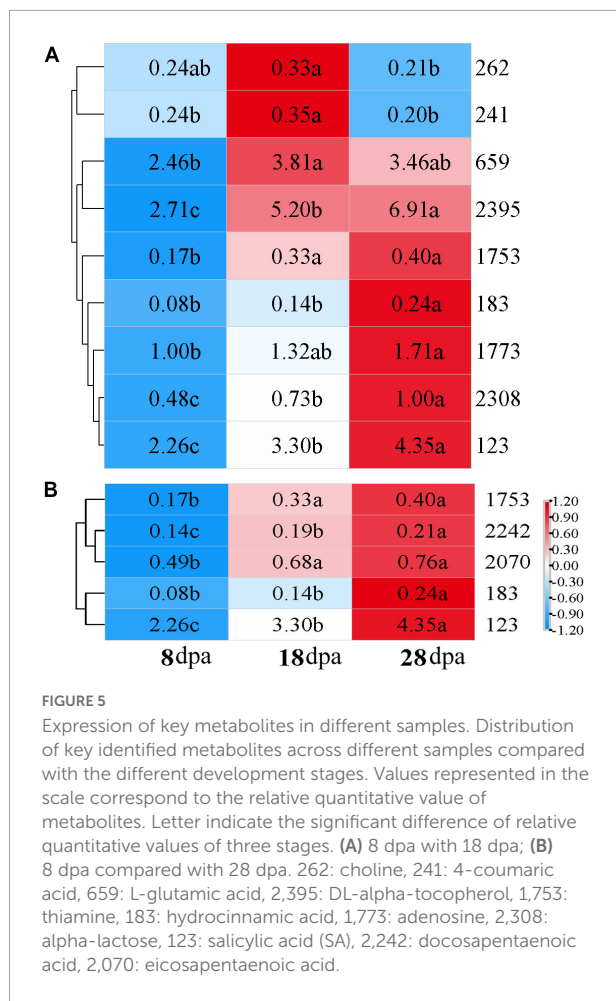 A
0.24ab 0.33a 0.21b 262
0.24b 0.35a 0.20b 241
2.46b 3.81a 3.46ab 659
2.71c 5.20b 6.91a 2395
0.17b 0.33a 0.40a 1753
0.08b 0.14b 0.24a 183
1.00b 1.32ab 1.71a 1773
0.48c 0.73b 1.00a 2308
2.26c 3.30b 4.35a 123
B
0.17b 0.33a 0.40a 1753
0.14c 0.19b 0.21a 2242
0.49b 0.68a 0.76a 2070
0.08b 0.14b 0.24a 183
2.26c 3.30b 4.35a 123
1.20
0.90
0.60
0.30
0.00
-0.30
-0.60
-0.90
-1.20
8dpa 18dpa 28dpa
FIGURE 5
Expression of key metabolites in different samples. Distribution
of key identified metabolites across different samples compared
with the different development stages. Values represented in the
scale correspond to the relative quantitative value of
metabolites. Letter indicate the significant difference of relative
quantitative values of three stages. (A) 8 dpa with 18 dpa; (B)
8 dpa compared with 28 dpa. 262: choline, 241: 4-coumaric
acid, 659: L-glutamic acid, 2,395: DL-alpha-tocopherol, 1,753:
thiamine, 183: hydrocinnamic acid, 1,773: adenosine, 2,308:
alpha-lactose, 123: salicylic acid (SA), 2,242: docosapentaenoic
acid, 2,070: eicosapentaenoic acid.